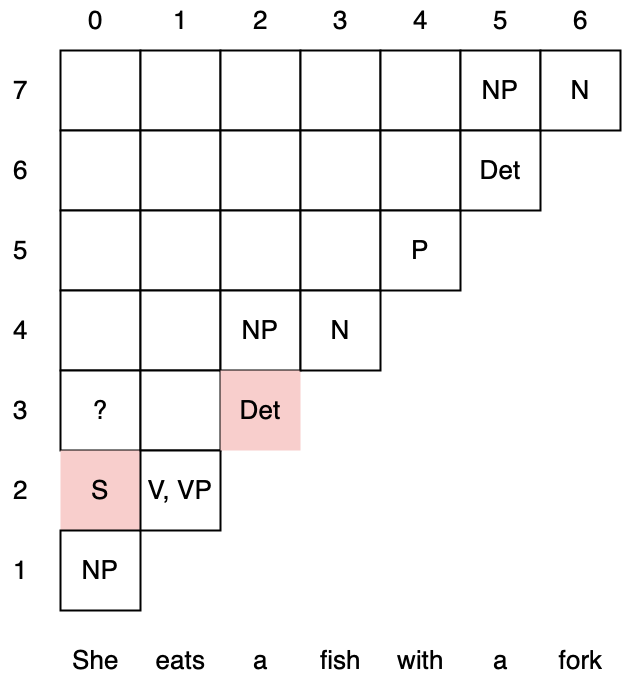 0 1 2 3 4 5 6
7 NP N
6 Det
5 P
4 NP N
3 ? Det
2 S V, VP
1 NP
She eats a fish with a fork